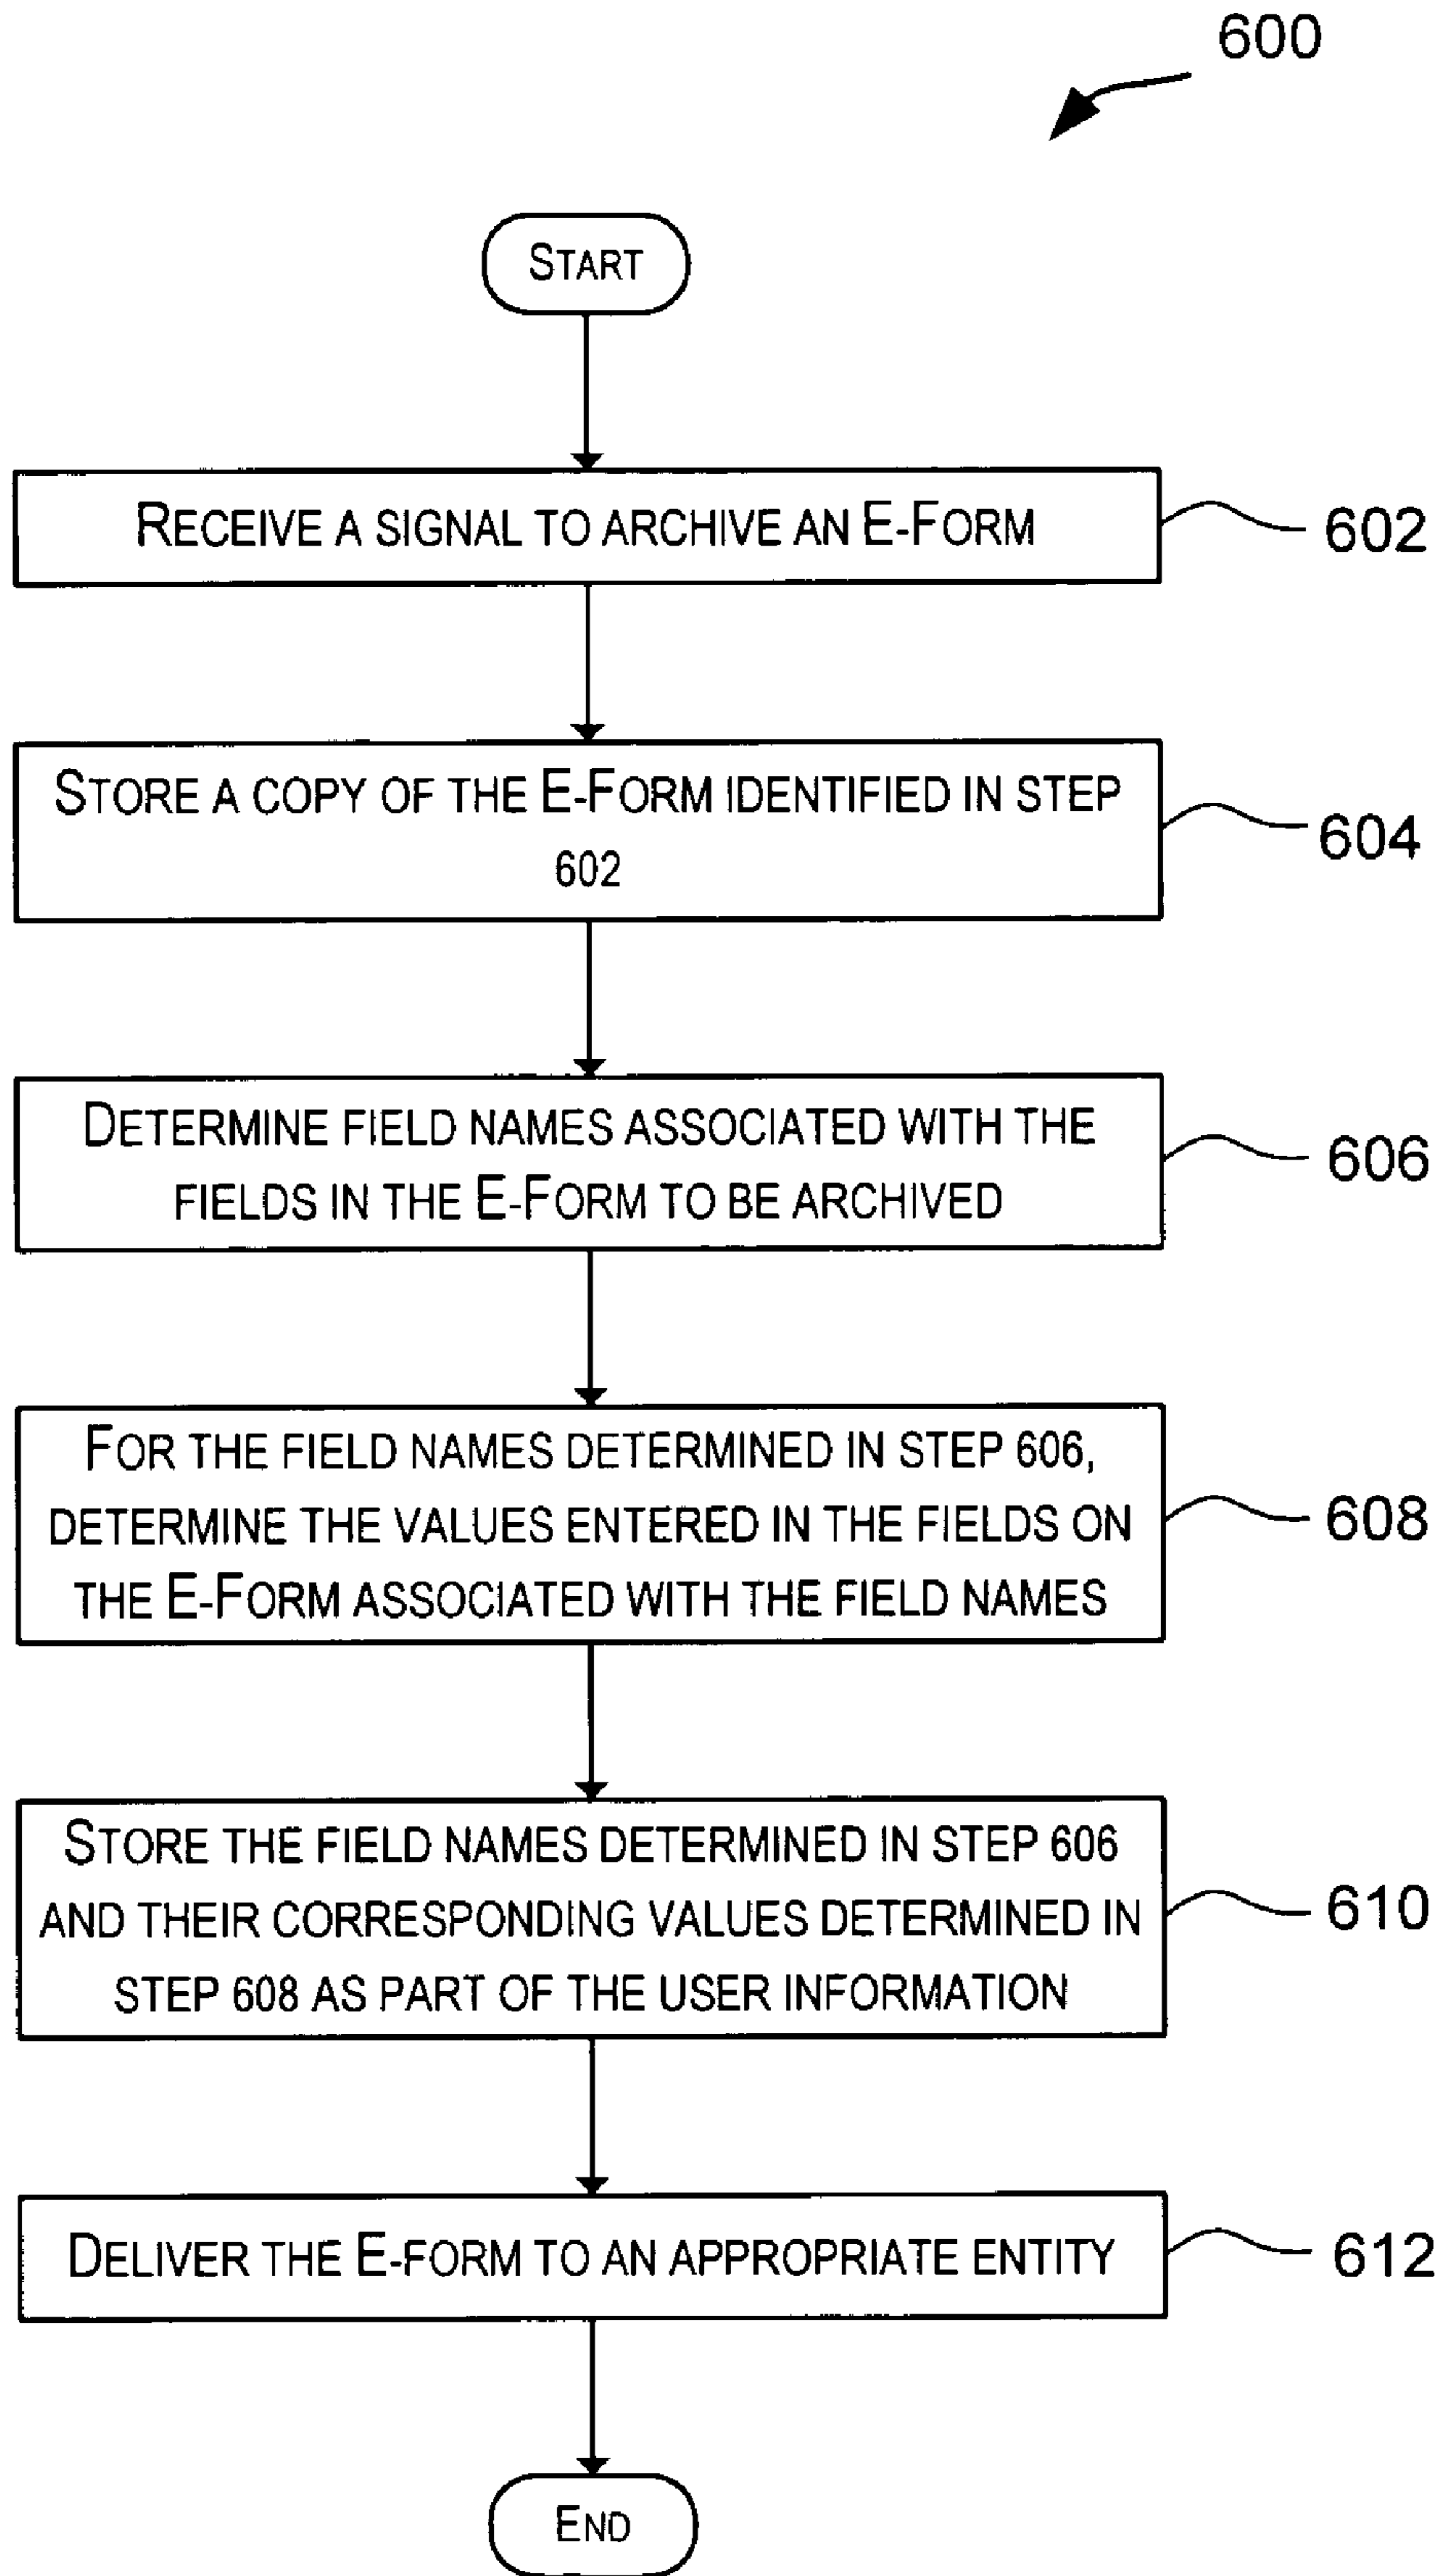 600
START
RECEIVE A SIGNAL TO ARCHIVE AN E-FORM
602
STORE A COPY OF THE E-FORM IDENTIFIED IN STEP
602
604
DETERMINE FIELD NAMES ASSOCIATED WITH THE
FIELDS IN THE E-FORM TO BE ARCHIVED
606
FOR THE FIELD NAMES DETERMINED IN STEP 606,
DETERMINE THE VALUES ENTERED IN THE FIELDS ON
THE E-FORM ASSOCIATED WITH THE FIELD NAMES
608
STORE THE FIELD NAMES DETERMINED IN STEP 606
AND THEIR CORRESPONDING VALUES DETERMINED IN
STEP 608 AS PART OF THE USER INFORMATION
610
DELIVER THE E-FORM TO AN APPROPRIATE ENTITY
612
END